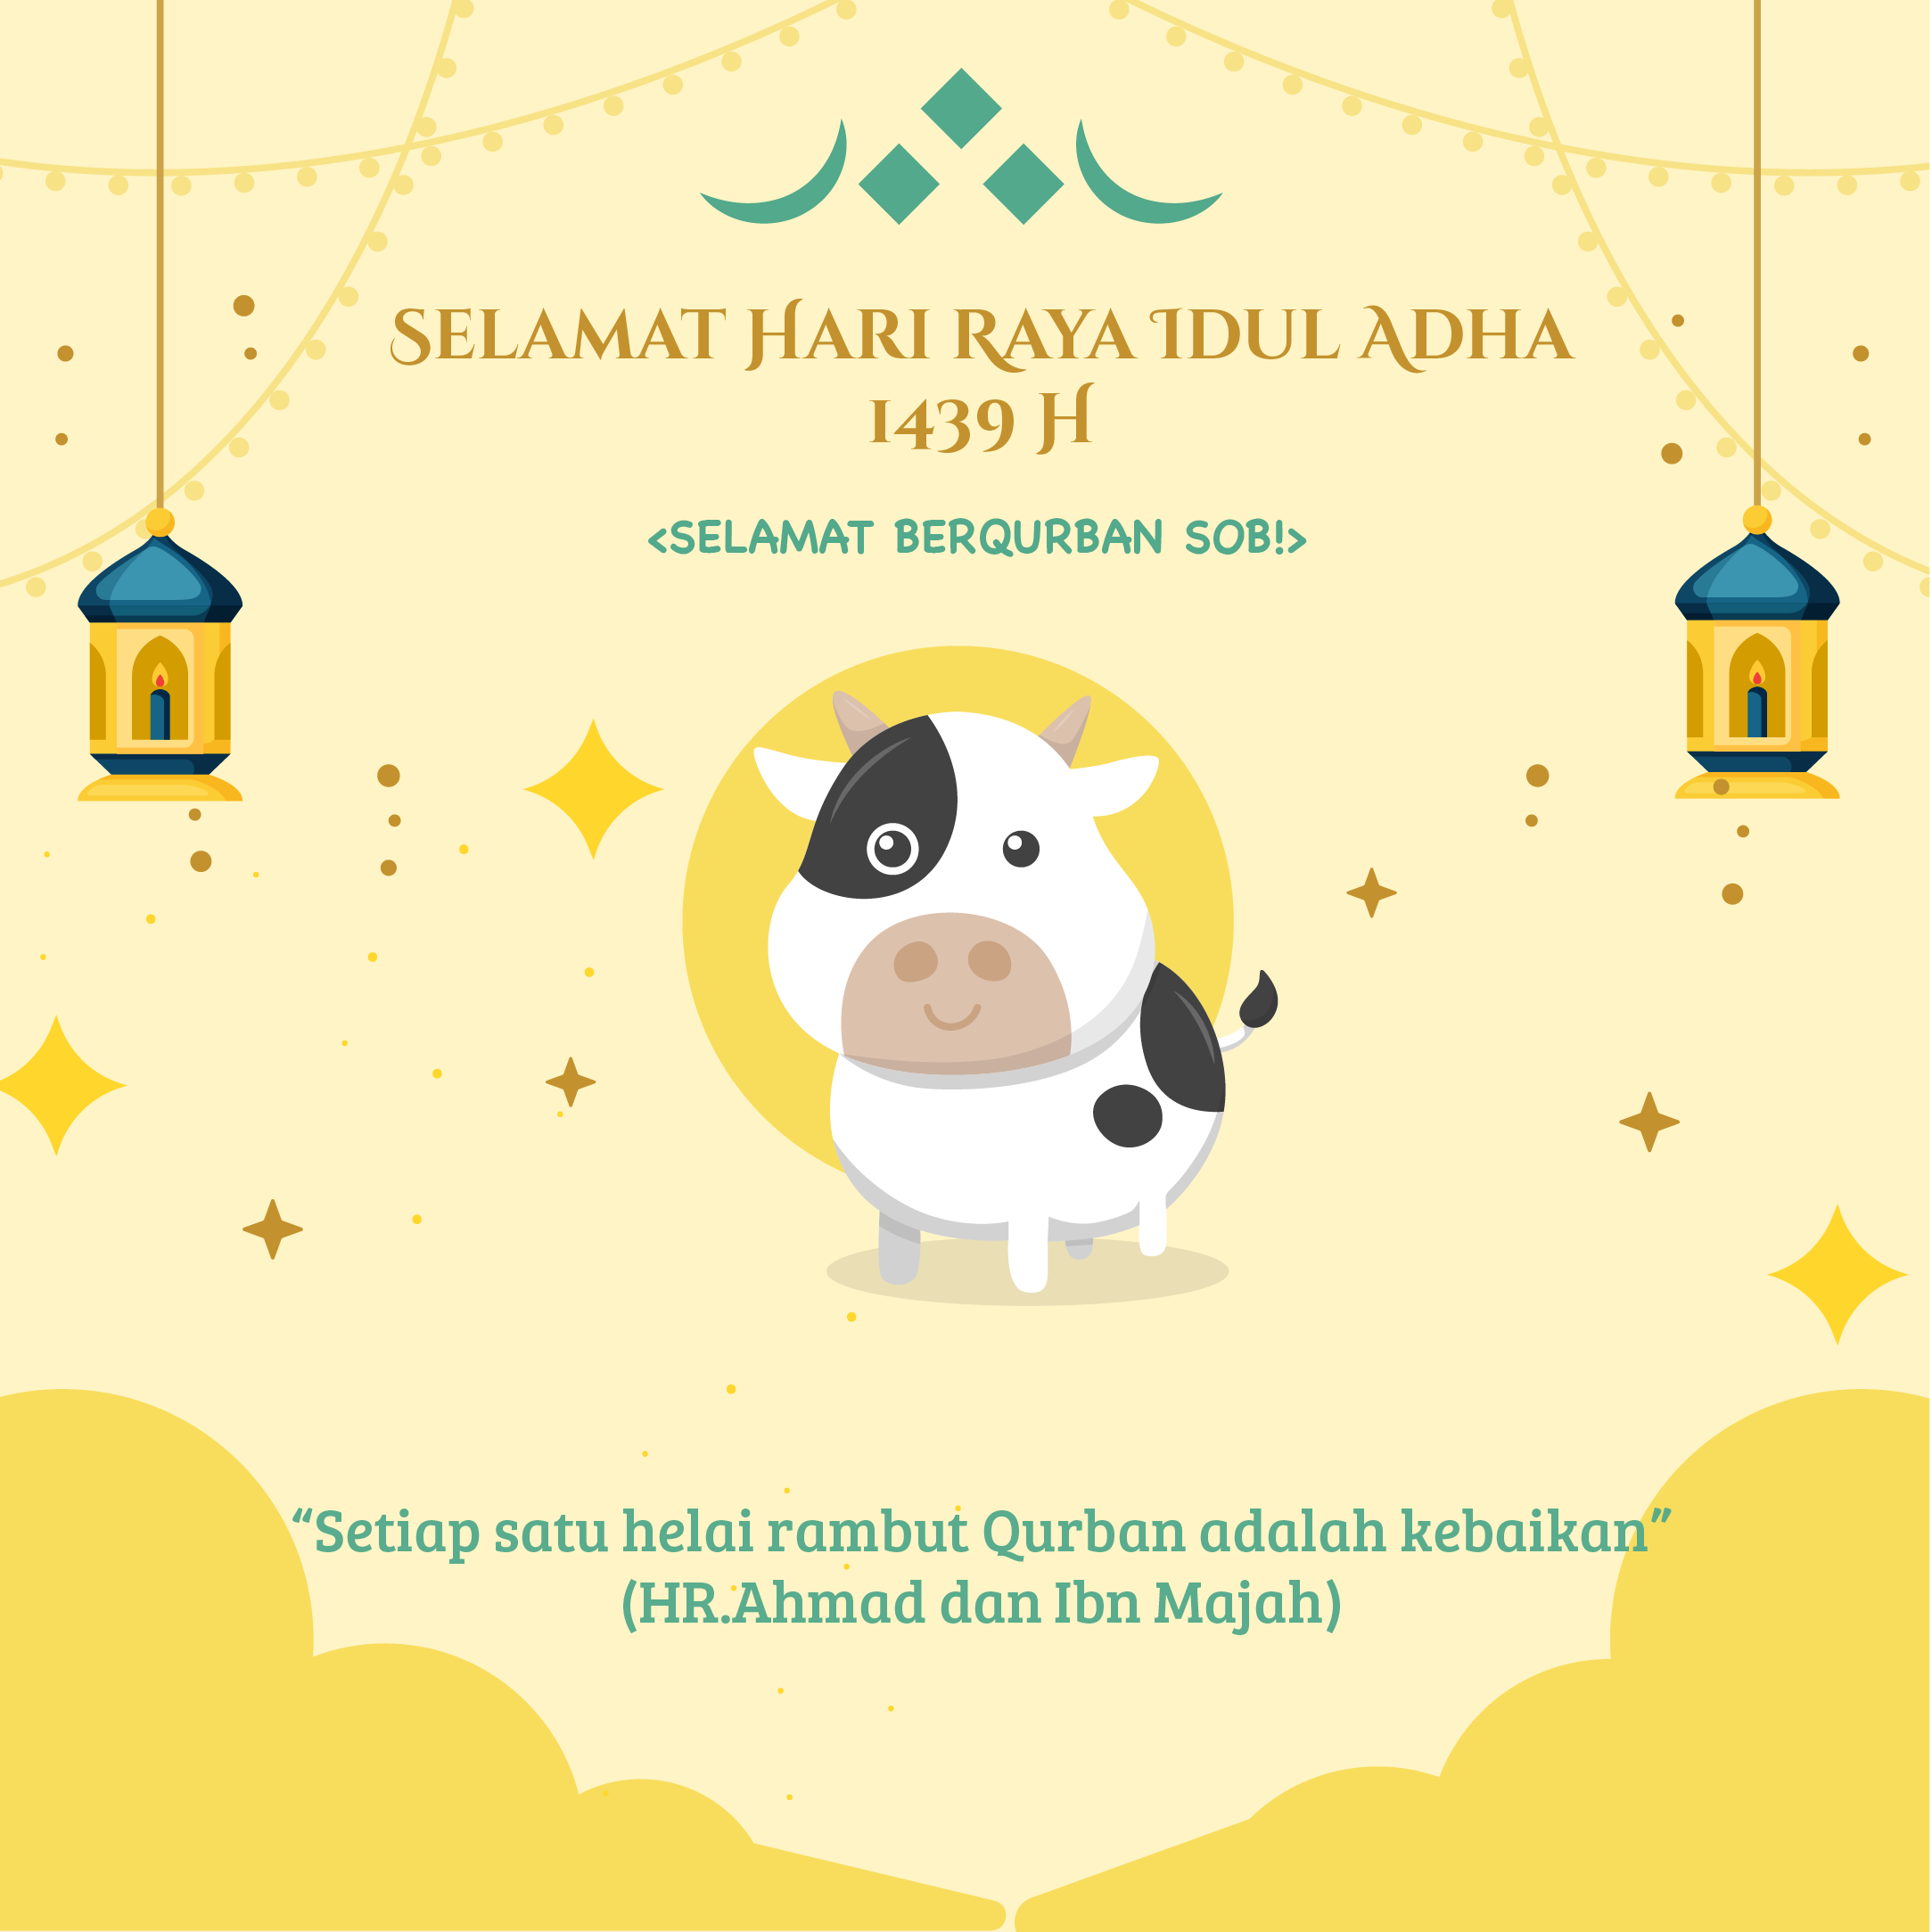 Selamat Hari Raya Idul Adha
1439 H
<SELAMAT BERQURBAN SOB!>
“Setiap satu helai rambut Qurban adalah kebaikan”
(HR.Ahmad dan Ibn Majah)